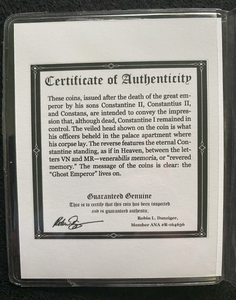 Certificate of Authenticity
These coins, issued after the death of the great em-
peror by his sons Constantine II, Constantius II,
and Constans, are intended to convey the impres-
sion that, although dead, Constantine I remained in
control. The veiled head shown on the coin is what
his officers beheld in the palace apartment where
his corpse lay. The reverse features the eternal Con-
stantine standing, as if in Heaven, between the let-
ters VN and MR—venerabilis memoria, or "revered
memory." The message of the coins is clear: the
"Ghost Emperor" lives on.
Guaranteed Genuine
This is to certify that this coin has been inspected
and is guaranteed authentic.
Robin L. Danziger,
Member ANA #R-164656